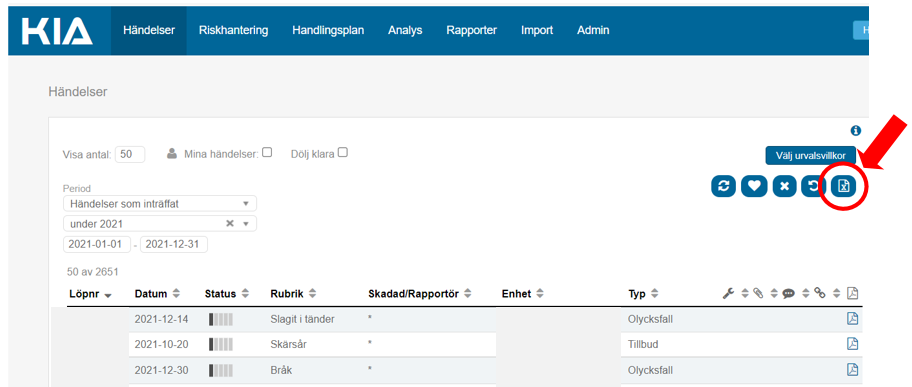 KIA Händelser Riskhantering Handlingsplan Analys Rapporter Import Admin H
Händelser
Visa antal: 50 Mina händelser: Dölj klara Välj urvalsvillkor
Period
Händelser som inträffat
under 2021
2021-01-01 - 2021-12-31
50 av 2651
Löpnr Datum Status Rubrik Skadad/Rapportör Enhet Typ
2021-12-14 Slagit i tänder * Olycksfall
2021-10-20 Skärsår * Tillbud
2021-12-30 Bråk * Olycksfall